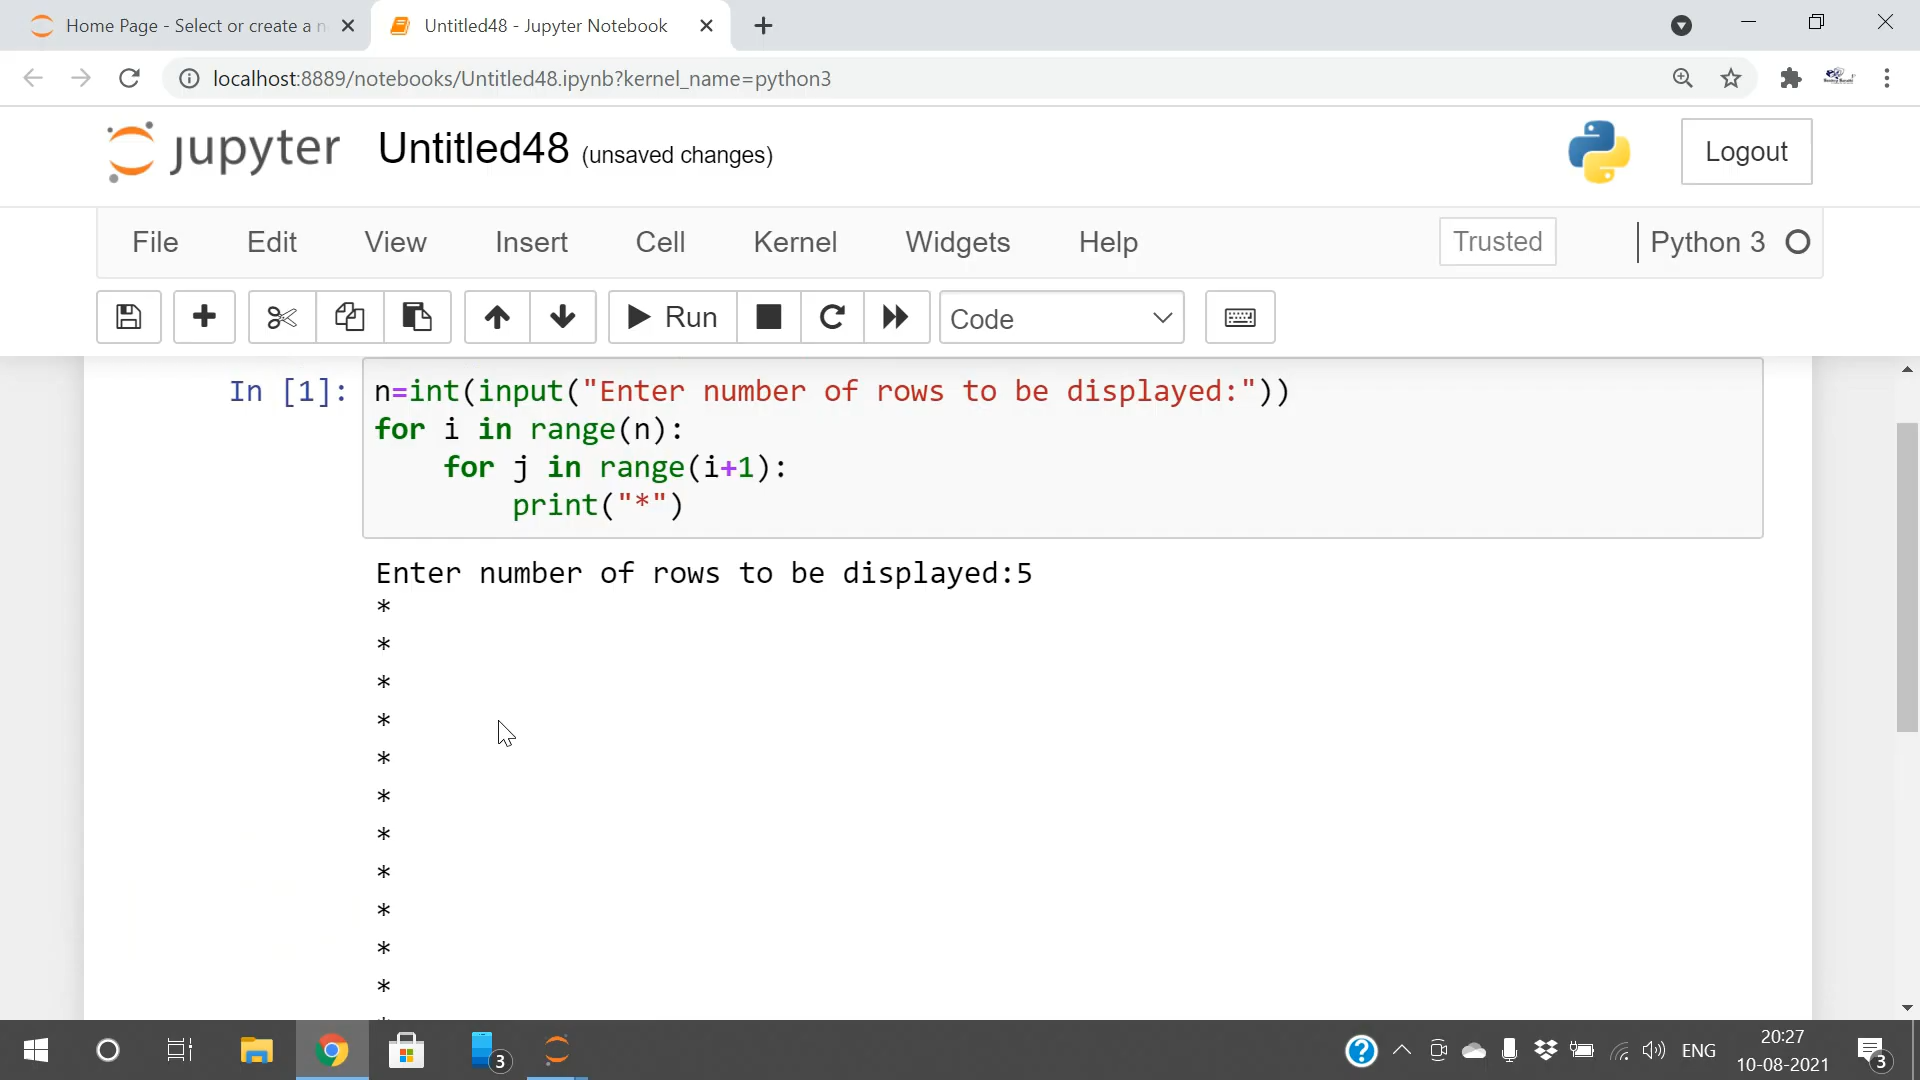 Home Page - Select or create a n
Untitled48 - Jupyter Notebook
localhost:8889/notebooks/Untitled48.ipynb?kernel_name=python3
jupyter Untitled48 (unsaved changes)
Logout
File Edit View Insert Cell Kernel Widgets Help Trusted Python 3
Run Code
In [1]: n=int(input("Enter number of rows to be displayed:"))
for i in range(n):
    for j in range(i+1):
        print("*")
Enter number of rows to be displayed:5
*
*
*
*
*
*
*
*
*
*
*
3 ENG 20:27
10-08-2021 3